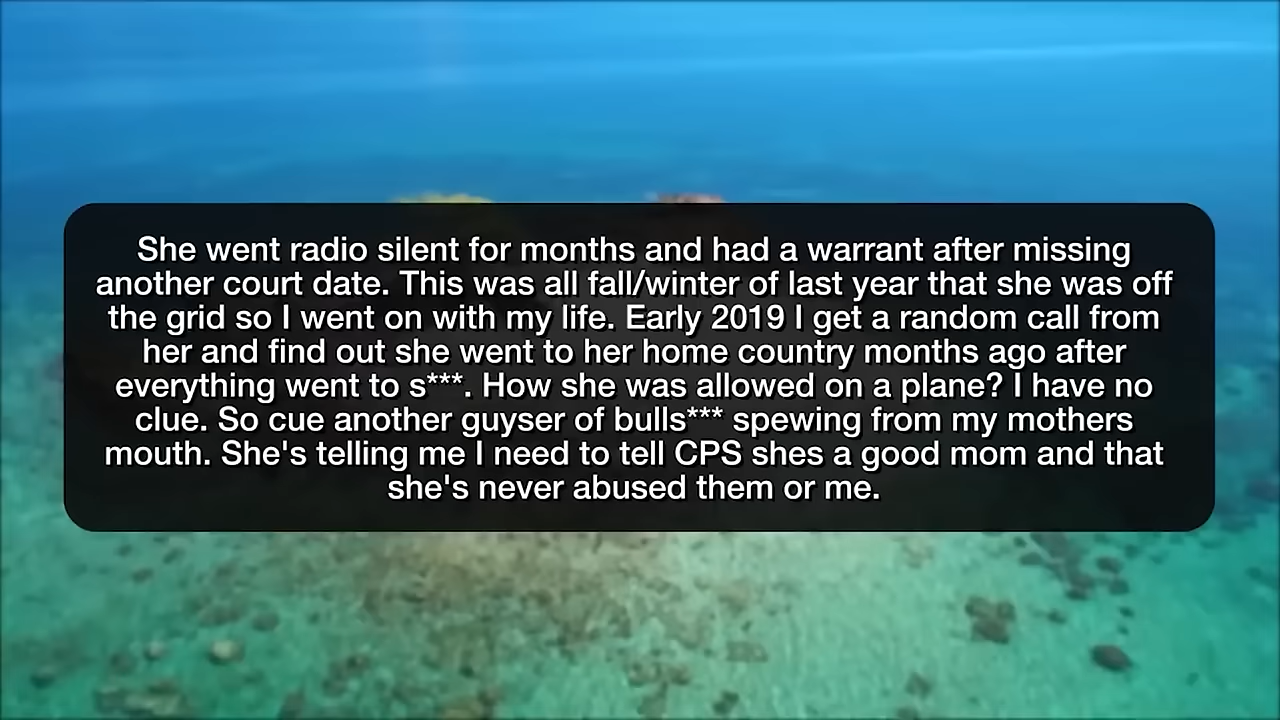 She went radio silent for months and had a warrant after missing
another court date. This was all fall/winter of last year that she was off
the grid so I went on with my life. Early 2019 I get a random call from
her and find out she went to her home country months ago after
everything went to s***. How she was allowed on a plane? I have no
clue. So cue another guyser of bulls*** spewing from my mothers
mouth. She's telling me I need to tell CPS shes a good mom and that
she's never abused them or me.